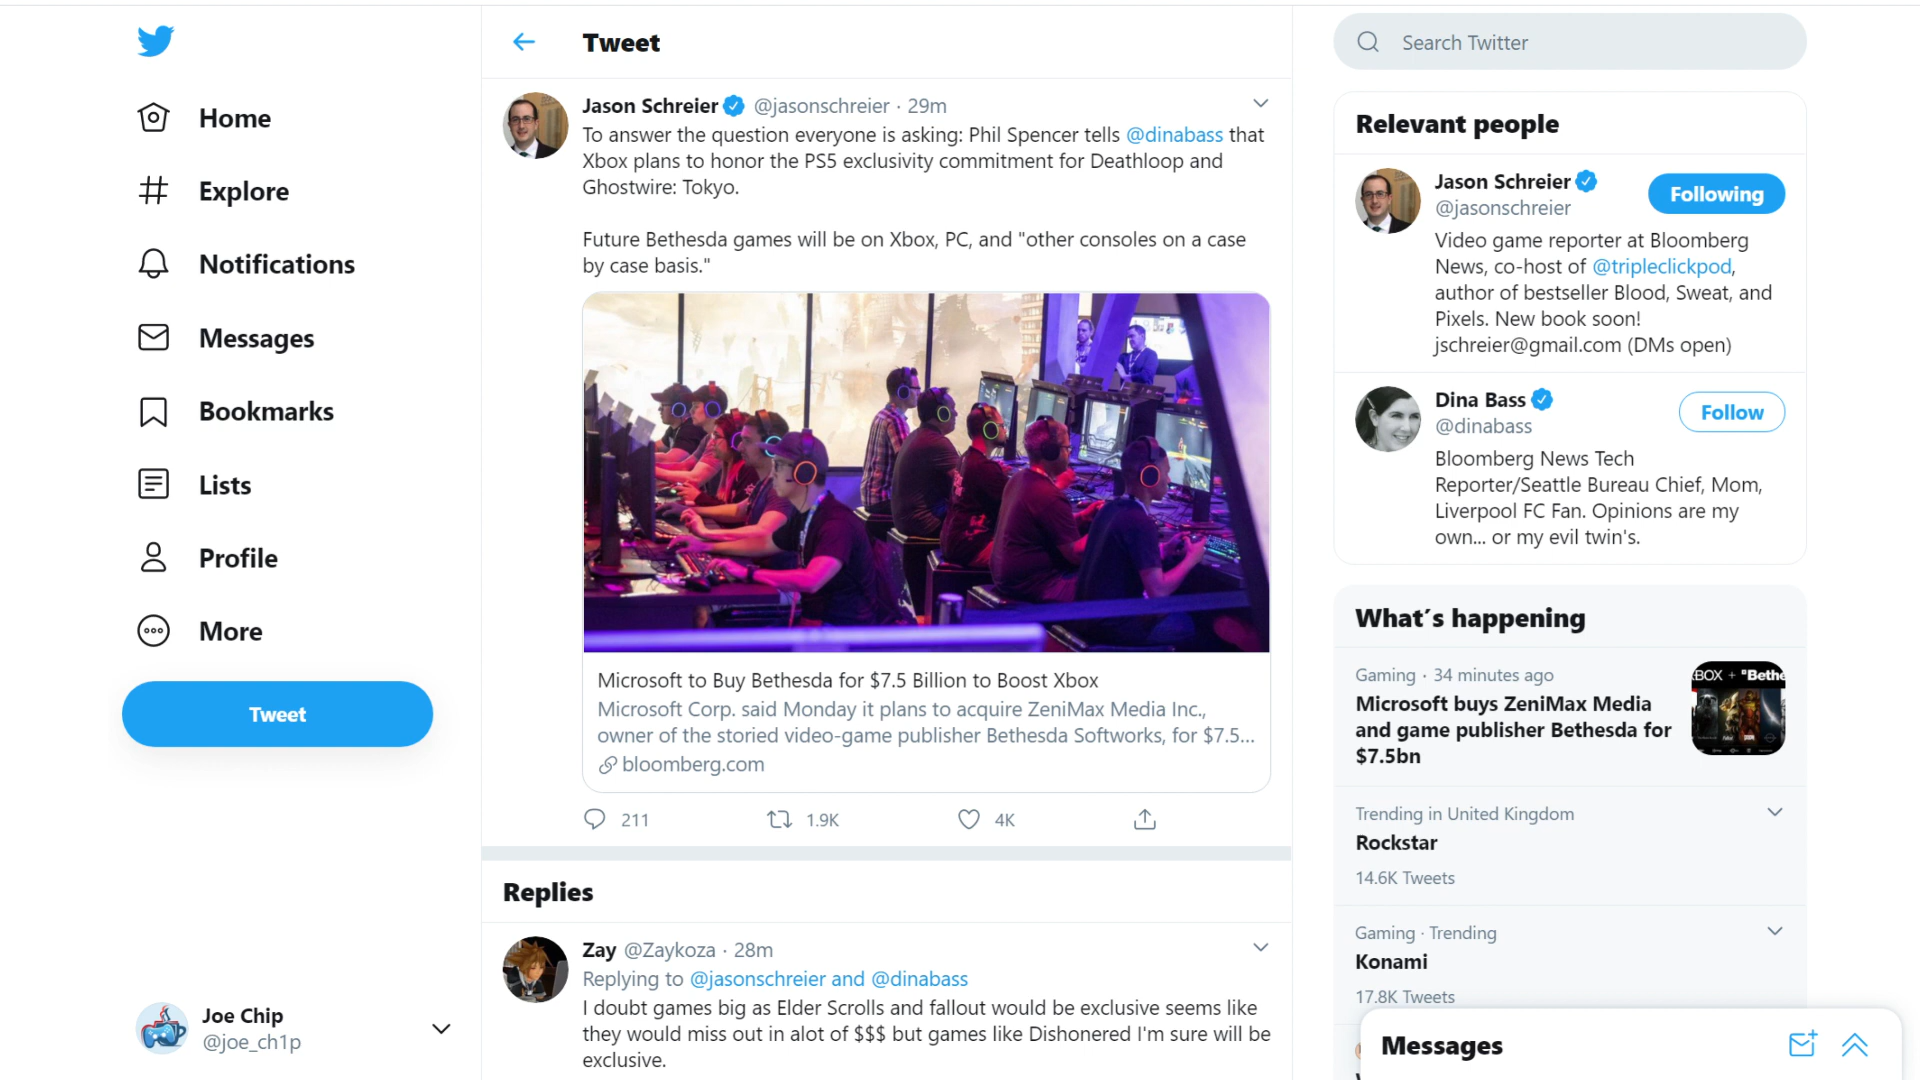 Home
Explore
Notifications
Messages
Bookmarks
Lists
Profile
More
Tweet
Joe Chip
@joe_ch1p
Tweet
Jason Schreier @jasonschreier · 29m
To answer the question everyone is asking: Phil Spencer tells @dinabass that
Xbox plans to honor the PS5 exclusivity commitment for Deathloop and
Ghostwire: Tokyo.
Future Bethesda games will be on Xbox, PC, and "other consoles on a case
by case basis."
Microsoft to Buy Bethesda for $7.5 Billion to Boost Xbox
Microsoft Corp. said Monday it plans to acquire ZeniMax Media Inc.,
owner of the storied video-game publisher Bethesda Softworks, for $7.5...
bloomberg.com
211 1.9K 4K
Replies
Zay @Zaykoza · 28m
Replying to @jasonschreier and @dinabass
I doubt games big as Elder Scrolls and fallout would be exclusive seems like
they would miss out in alot of $$$ but games like Dishonered I'm sure will be
exclusive.
Search Twitter
Relevant people
Jason Schreier
@jasonschreier
Following
Video game reporter at Bloomberg
News, co-host of @tripleclickpod,
author of bestseller Blood, Sweat, and
Pixels. New book soon!
jschreier@gmail.com (DMs open)
Dina Bass
@dinabass
Follow
Bloomberg News Tech
Reporter/Seattle Bureau Chief, Mom,
Liverpool FC Fan. Opinions are my
own... or my evil twin's.
What's happening
Gaming · 34 minutes ago
Microsoft buys ZeniMax Media
and game publisher Bethesda for
$7.5bn
BOX + "Bethe
Trending in United Kingdom
Rockstar
14.6K Tweets
Gaming · Trending
Konami
17.8K Tweets
Messages